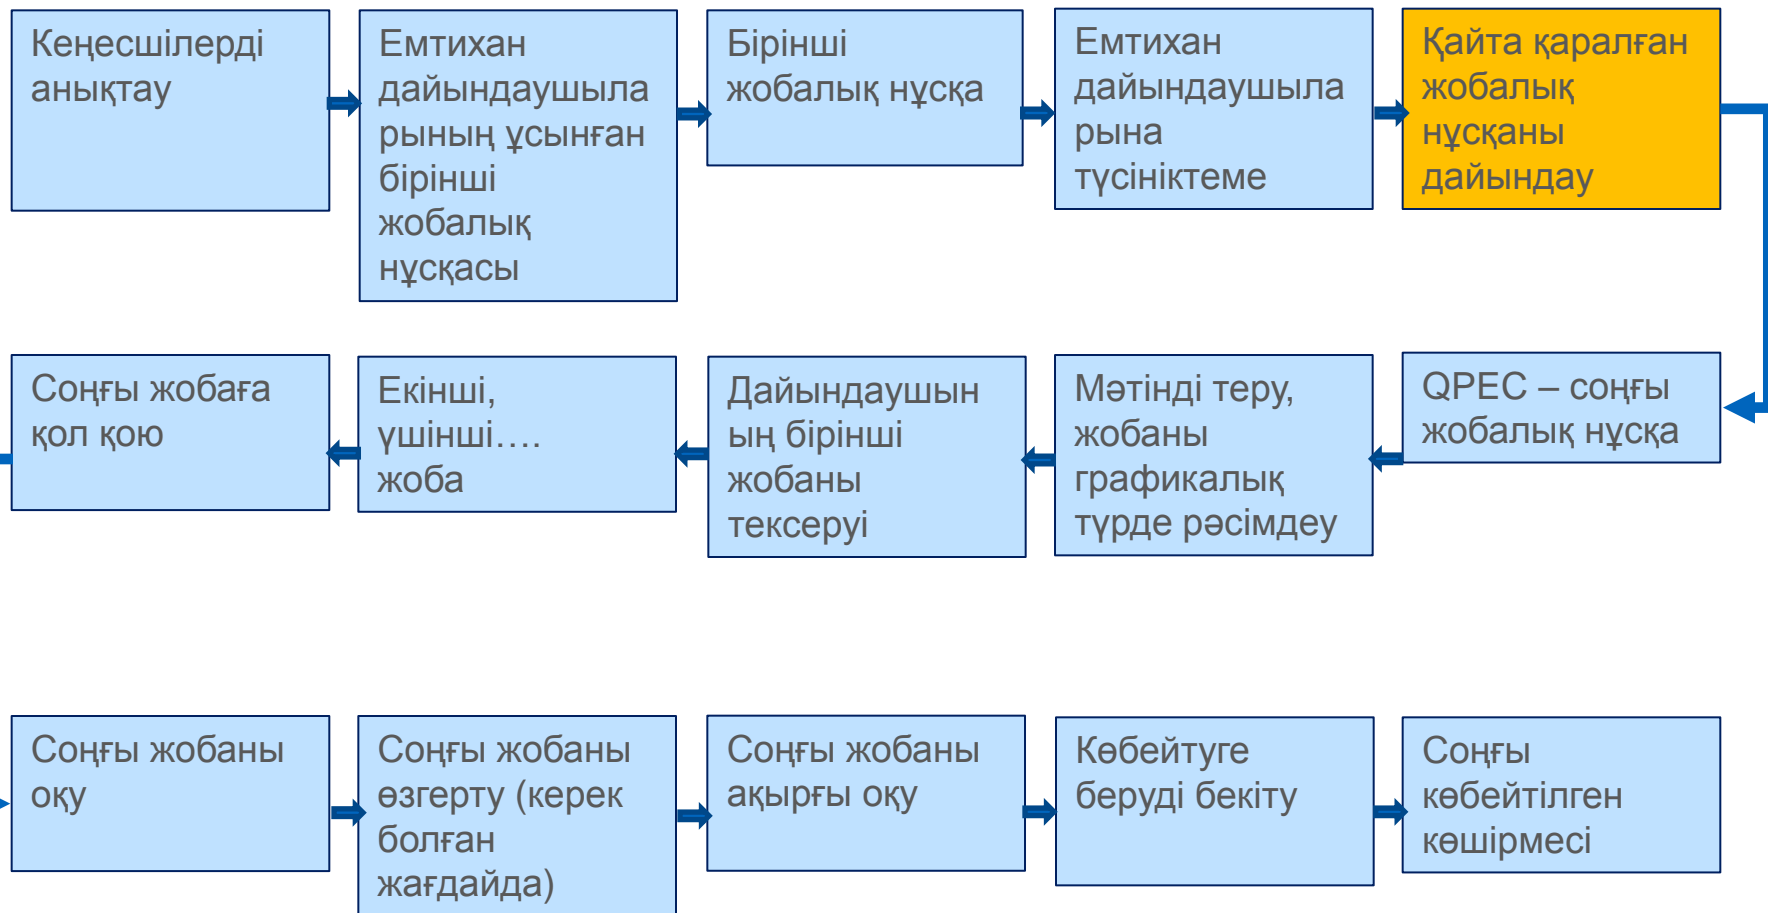 Кеңесшілерді
анықтау
Емтихан
дайындаушыла
рының ұсынған
бірінші
жобалық
нұсқасы
Бірінші
жобалық нұсқа
Емтихан
дайындаушыла
рына
түсініктеме
Қайта қаралған
жобалық
нұсқаны
дайындау
Соңғы жобаға
қол қою
Екінші,
үшінші….
жоба
Дайындаушын
ың бірінші
жобаны
тексеруі
Мәтінді теру,
жобаны
графикалық
түрде рәсімдеу
QPEC – соңғы
жобалық нұсқа
Соңғы жобаны
оқу
Соңғы жобаны
өзгерту (керек
болған
жағдайда)
Соңғы жобаны
ақырғы оқу
Көбейтуге
беруді бекіту
Соңғы
көбейтілген
көшірмесі